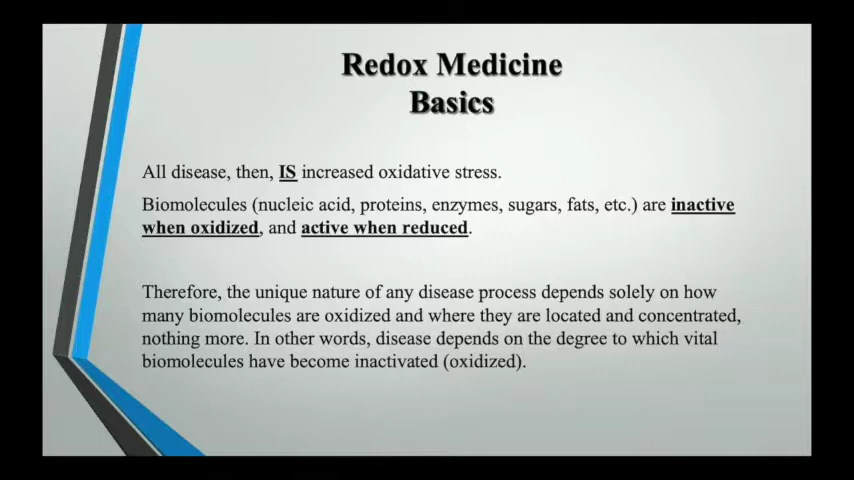 Redox Medicine
Basics
All disease, then, IS increased oxidative stress.
Biomolecules (nucleic acid, proteins, enzymes, sugars, fats, etc.) are inactive
when oxidized, and active when reduced.
Therefore, the unique nature of any disease process depends solely on how
many biomolecules are oxidized and where they are located and concentrated,
nothing more. In other words, disease depends on the degree to which vital
biomolecules have become inactivated (oxidized).